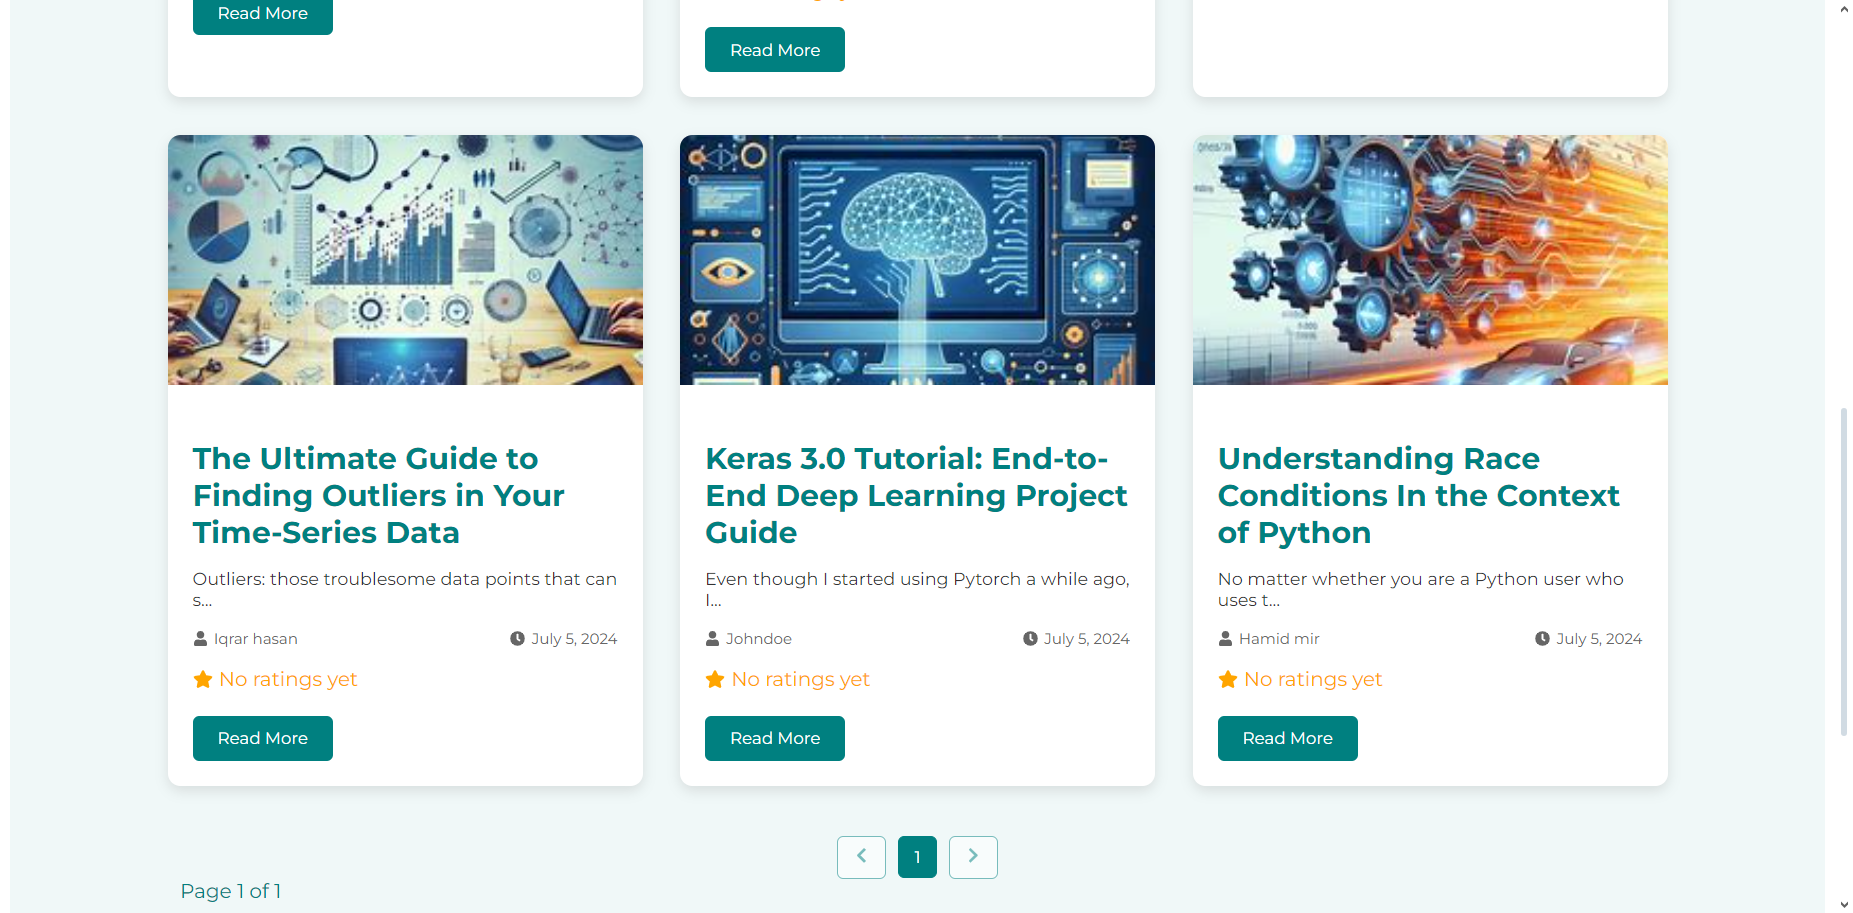 Read More
Read More
The Ultimate Guide to
Finding Outliers in Your
Time-Series Data
Outliers: those troublesome data points that can
s...
Iqrar hasan
July 5, 2024
No ratings yet
Read More
Keras 3.0 Tutorial: End-to-
End Deep Learning Project
Guide
Even though I started using Pytorch a while ago,
I...
Johndoe
July 5, 2024
No ratings yet
Read More
Understanding Race
Conditions In the Context
of Python
No matter whether you are a Python user who
uses t...
Hamid mir
July 5, 2024
No ratings yet
Read More
1
Page 1 of 1